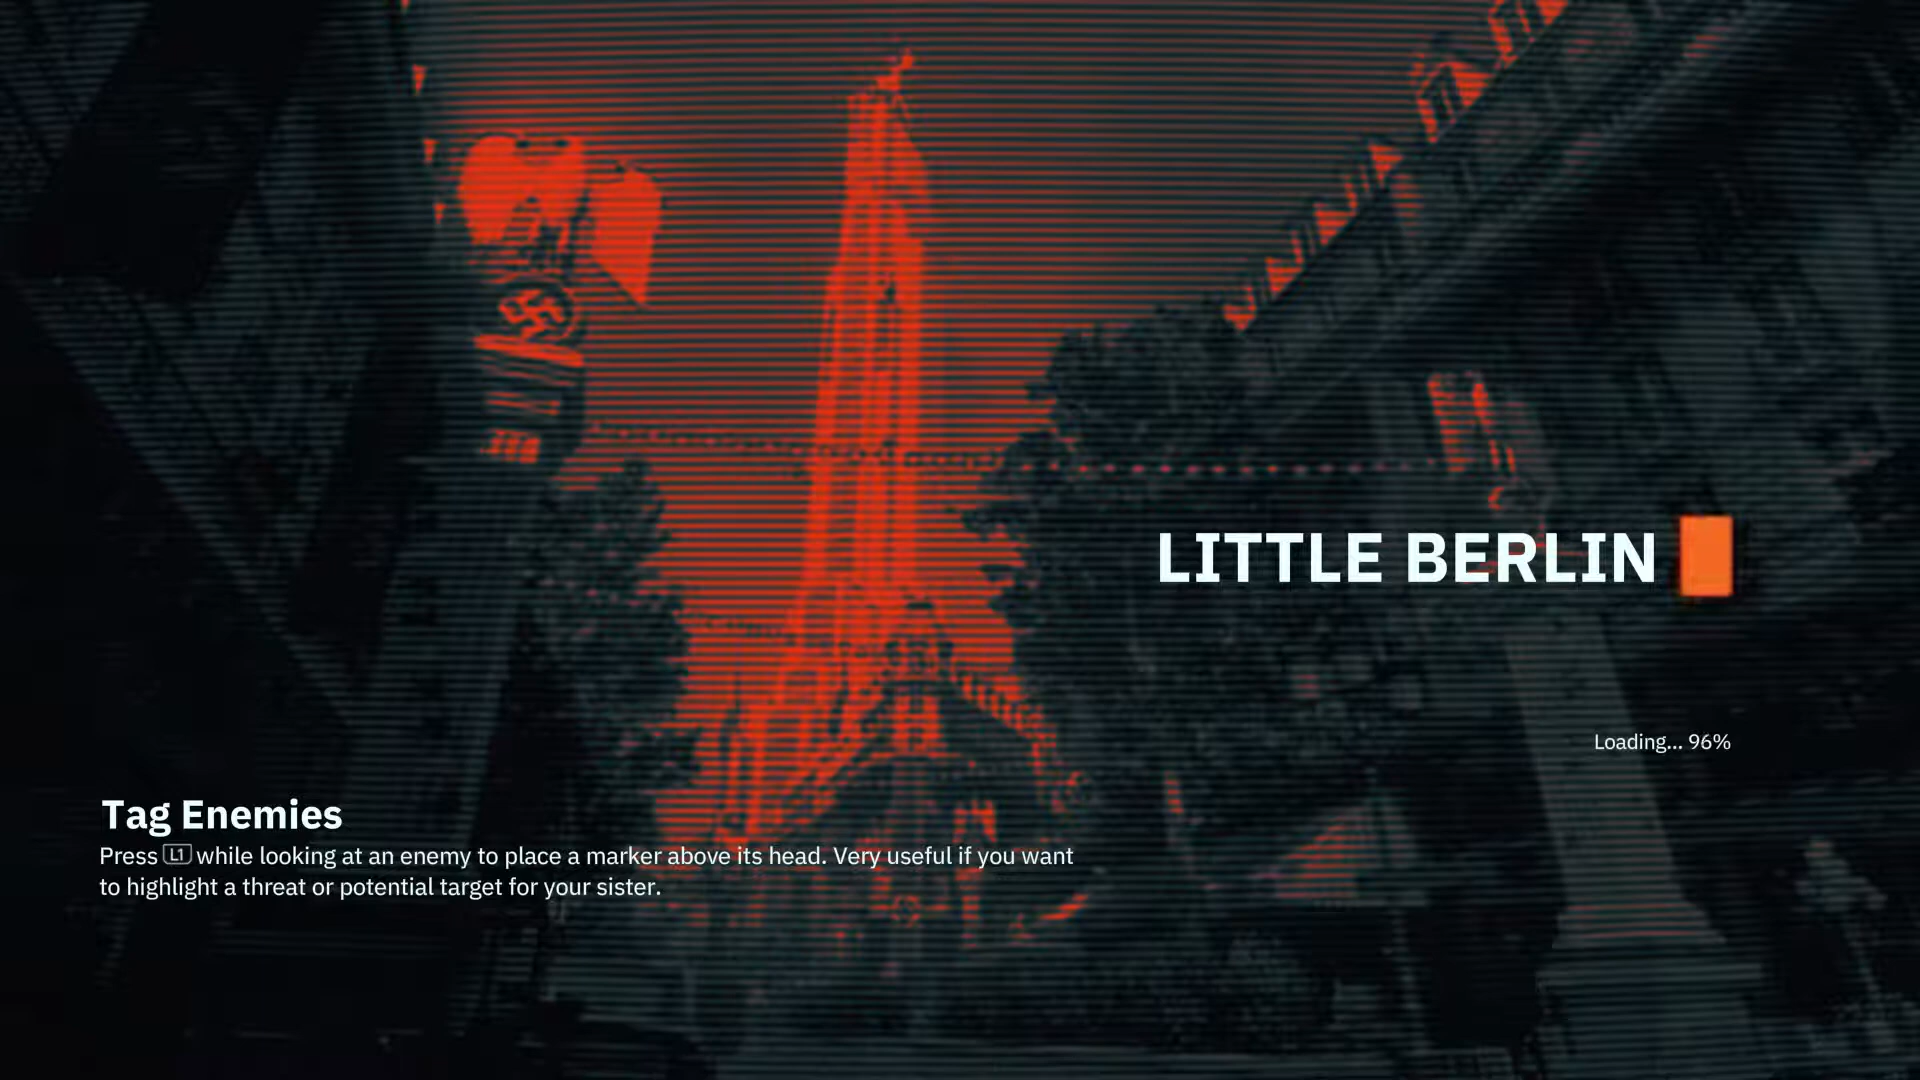 LITTLE BERLIN
Loading... 96%
Tag Enemies
Press L1 while looking at an enemy to place a marker above its head. Very useful if you want
to highlight a threat or potential target for your sister.